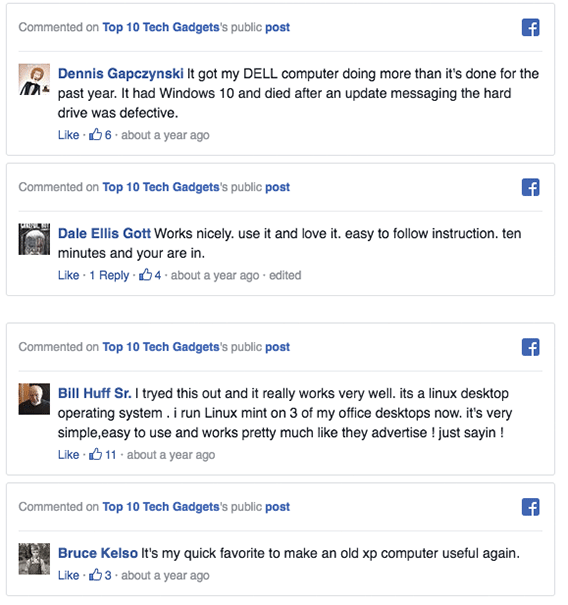 Commented on Top 10 Tech Gadgets's public post
Dennis Gapczynski It got my DELL computer doing more than it's done for the
past year. It had Windows 10 and died after an update messaging the hard
drive was defective.
Like · 6 · about a year ago
Commented on Top 10 Tech Gadgets's public post
Dale Ellis Gott Works nicely. use it and love it. easy to follow instruction. ten
minutes and your are in.
Like · 1 Reply · 4 · about a year ago · edited
Commented on Top 10 Tech Gadgets's public post
Bill Huff Sr. I tryed this out and it really works very well. its a linux desktop
operating system . i run Linux mint on 3 of my office desktops now. it's very
simple,easy to use and works pretty much like they advertise ! just sayin !
Like · 11 · about a year ago
Commented on Top 10 Tech Gadgets's public post
Bruce Kelso It's my quick favorite to make an old xp computer useful again.
Like · 3 · about a year ago